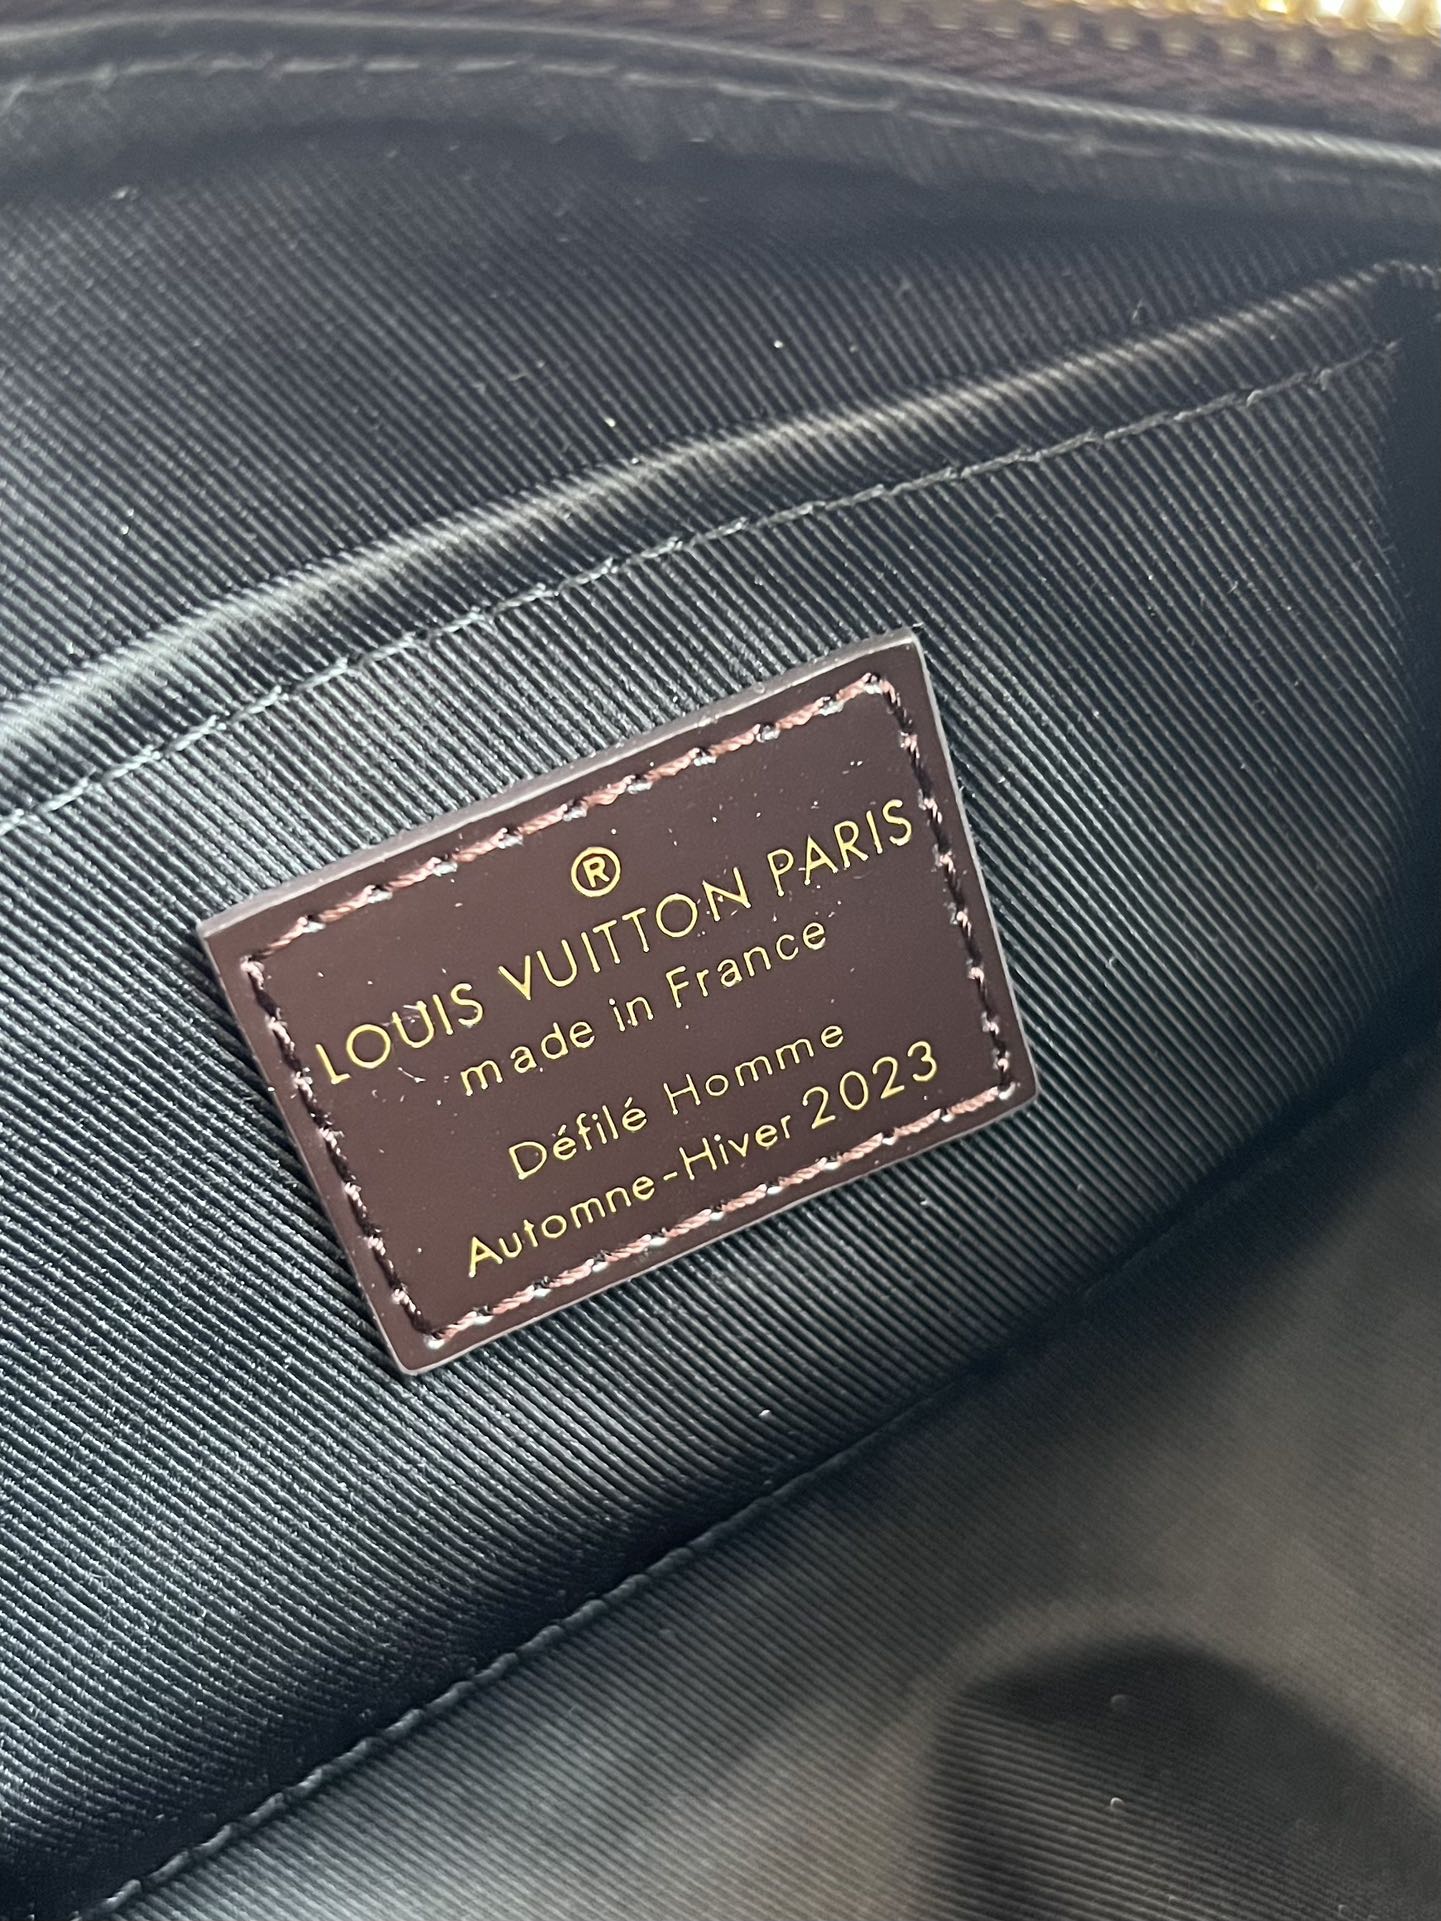 ®
LOUIS VUITTON PARIS
made in France
Défilé Homme
Automne-Hiver 2023